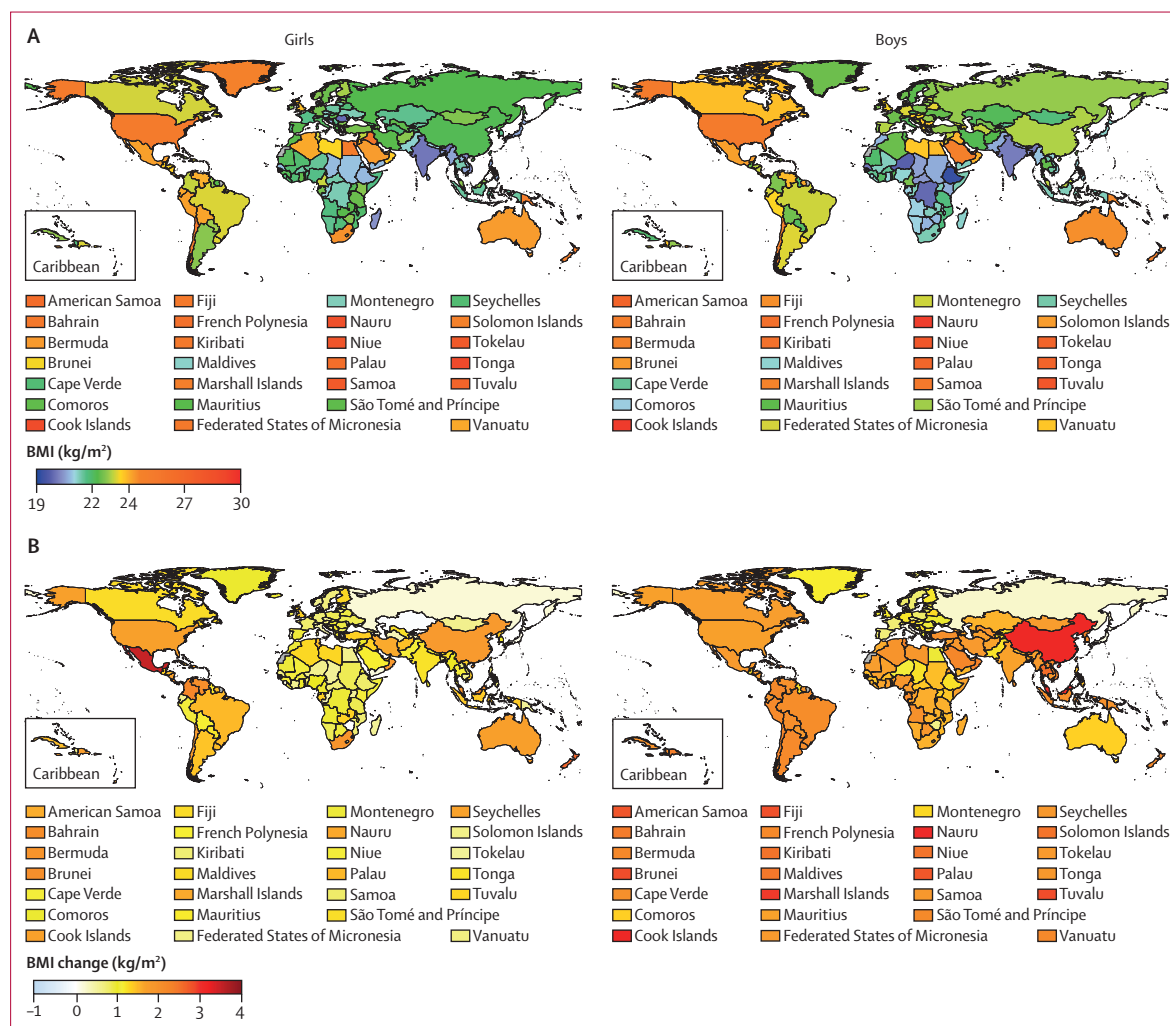 A
Girls
Boys
Caribbean
Caribbean
American Samoa Fiji Montenegro Seychelles
Bahrain French Polynesia Nauru Solomon Islands
Bermuda Kiribati Niue Tokelau
Brunei Maldives Palau Tonga
Cape Verde Marshall Islands Samoa Tuvalu
Comoros Mauritius São Tomé and Príncipe
Cook Islands Federated States of Micronesia Vanuatu
American Samoa Fiji Montenegro Seychelles
Bahrain French Polynesia Nauru Solomon Islands
Bermuda Kiribati Niue Tokelau
Brunei Maldives Palau Tonga
Cape Verde Marshall Islands Samoa Tuvalu
Comoros Mauritius São Tomé and Príncipe
Cook Islands Federated States of Micronesia Vanuatu
BMI (kg/m²)
19 22 24 27 30
B
Caribbean
Caribbean
American Samoa Fiji Montenegro Seychelles
Bahrain French Polynesia Nauru Solomon Islands
Bermuda Kiribati Niue Tokelau
Brunei Maldives Palau Tonga
Cape Verde Marshall Islands Samoa Tuvalu
Comoros Mauritius São Tomé and Príncipe
Cook Islands Federated States of Micronesia Vanuatu
American Samoa Fiji Montenegro Seychelles
Bahrain French Polynesia Nauru Solomon Islands
Bermuda Kiribati Niue Tokelau
Brunei Maldives Palau Tonga
Cape Verde Marshall Islands Samoa Tuvalu
Comoros Mauritius São Tomé and Príncipe
Cook Islands Federated States of Micronesia Vanuatu
BMI change (kg/m²)
–1 0 1 2 3 4